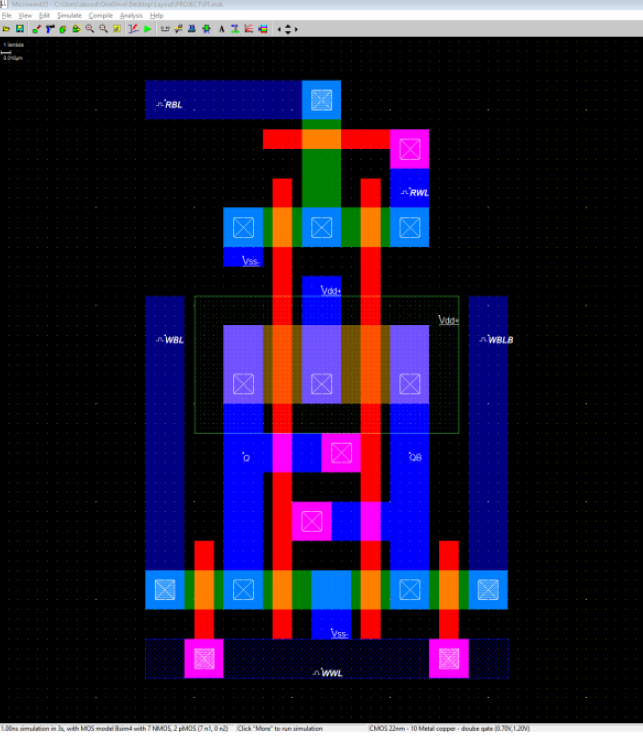 Microwind35 - C:\Users\abood\OneDrive\Desktop\Layout\PROJECT\9T.msk
File View Edit Simulate Compile Analysis Help
1 lambda
0.010µm
RBL
RWL
Vss-
Vdd+
Vdd+
WBL
WBLB
Q
QB
Vss-
WWL
1.00ns simulation in 3s, with MOS model Bsim4 with 7 NMOS, 2 pMOS (7 n1, 0 n2) Click "More" to run simulation CMOS 22nm - 10 Metal copper - doube gate (0.70V,1.20V)